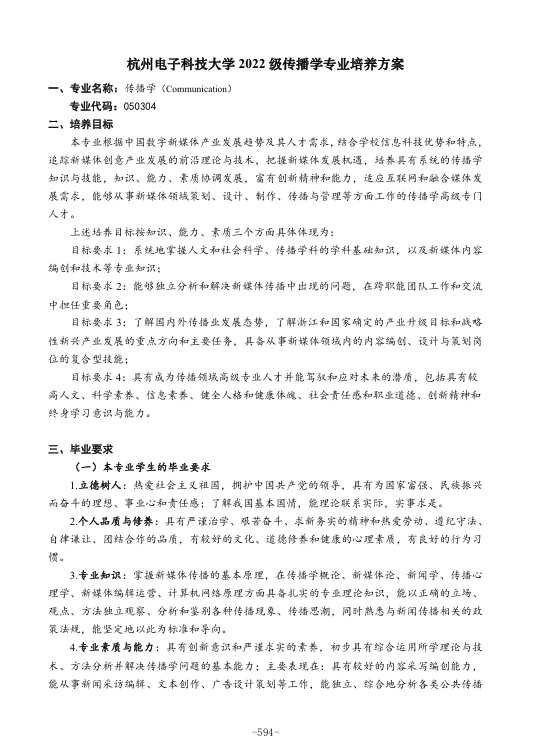 杭州电子科技大学 2022 级传播学专业培养方案
一、专业名称：传播学（Communication）
专业代码：050304
二、培养目标
本专业根据中国数字新媒体产业发展趋势及其人才需求，结合学校信息科技优势和特点，
追踪新媒体创意产业发展的前沿理论与技术，把握新媒体发展机遇，培养具有系统的传播学
知识与技能，知识、能力、素质协调发展，富有创新精神和能力，适应互联网和融合媒体发
展需求，能够从事新媒体领域策划、设计、制作、传播与管理等方面工作的传播学高级专门
人才。
上述培养目标按知识、能力、素质三个方面具体体现为：
目标要求 1：系统地掌握人文和社会科学、传播学科的学科基础知识，以及新媒体内容
编创和技术等专业知识；
目标要求 2：能够独立分析和解决新媒体传播中出现的问题，在跨职能团队工作和交流
中担任重要角色；
目标要求 3：了解国内外传播业发展态势，了解浙江和国家确定的产业升级目标和战略
性新兴产业发展的重点方向和主要任务，具备从事新媒体领域内的内容编创、设计与策划岗
位的复合型技能；
目标要求 4：具有成为传播领域高级专业人才并能驾驭和应对未来的潜质，包括具有较
高人文、科学素养、信息素养、健全人格和健康体魄、社会责任感和职业道德、创新精神和
终身学习意识与能力。
三、毕业要求
（一）本专业学生的毕业要求
1.立德树人：热爱社会主义祖国，拥护中国共产党的领导，具有为国家富强、民族振兴
而奋斗的理想、事业心和责任感；了解我国基本国情，能理论联系实际，实事求是。
2.个人品质与修养：具有严谨治学、艰苦奋斗、求新务实的精神和热爱劳动、遵纪守法、
自律谦让、团结合作的品质，有较好的文化、道德修养和健康的心理素质，有良好的行为习
惯。
3.专业知识：掌握新媒体传播的基本原理，在传播学概论、新媒体论、新闻学、传播心
理学、新媒体编辑运营、计算机网络原理方面具备扎实的专业理论知识，能以正确的立场、
观点、方法独立观察、分析和鉴别各种传播现象、传播思潮，同时熟悉与新闻传播相关的政
策法规，能坚定地以此为标准和导向。
4.专业素质与能力：具有创新意识和严谨求实的素养，初步具有综合运用所学理论与技
术、方法分析并解决传播学问题的基本能力；主要表现在：具有较好的内容采写编创能力，
能从事新闻采访编辑、文本创作、广告设计策划等工作，能独立、综合地分析各类公共传播
-594-